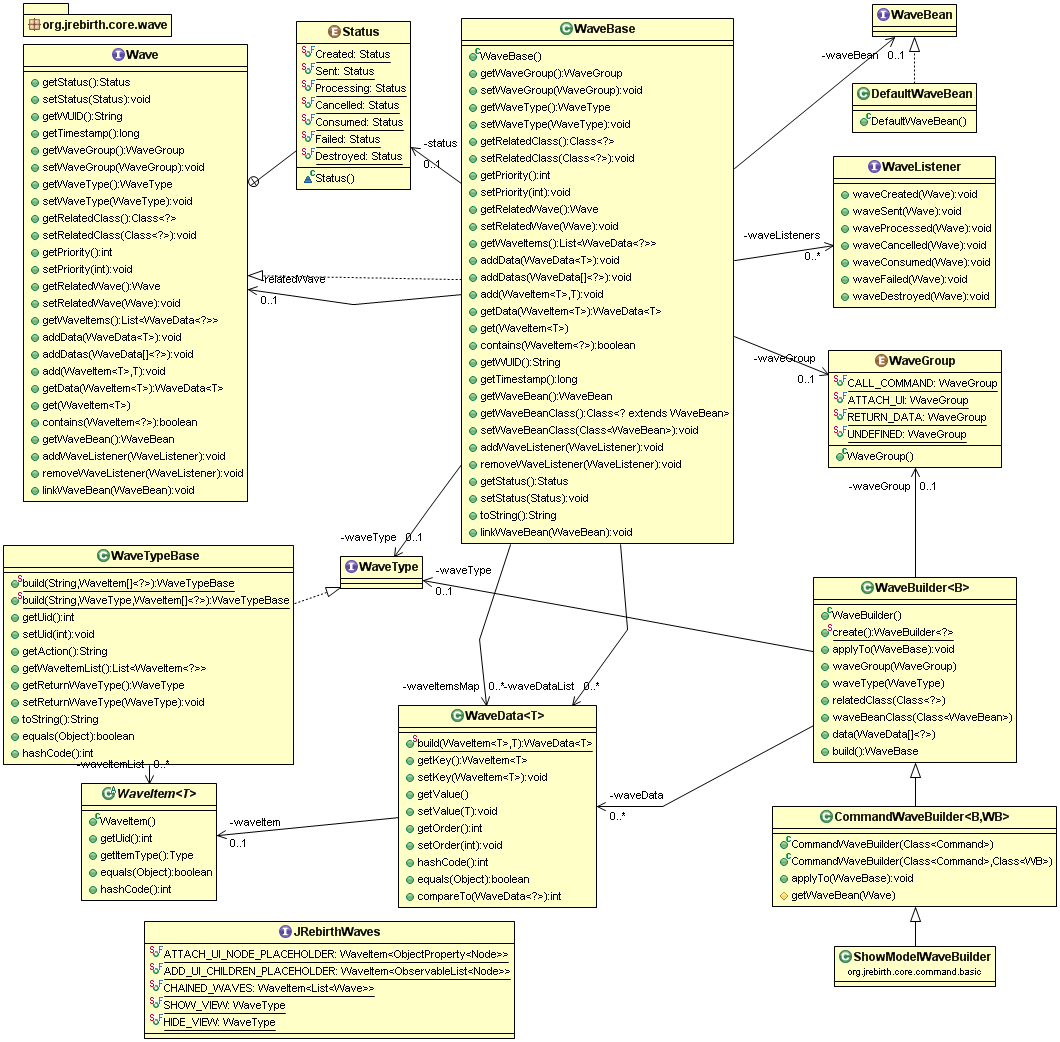 org.jrebirth.core.wave
Wave
getStatus():Status
setStatus(Status):void
getWUID():String
getTimestamp():long
getWaveGroup():WaveGroup
setWaveGroup(WaveGroup):void
getWaveType():WaveType
setWaveType(WaveType):void
getRelatedClass():Class<?>
setRelatedClass(Class<?>):void
getPriority():int
setPriority(int):void
getRelatedWave():Wave
setRelatedWave(Wave):void
getWaveItems():List<WaveData<?>>
addData(WaveData<T>):void
addDatas(WaveData[]<?>):void
add(WaveItem<T>,T):void
getData(WaveItem<T>):WaveData<T>
get(WaveItem<T>)
contains(WaveItem<?>):boolean
getWaveBean():WaveBean
addWaveListener(WaveListener):void
removeWaveListener(WaveListener):void
linkWaveBean(WaveBean):void
Status
Created: Status
Sent: Status
Processing: Status
Cancelled: Status
Consumed: Status
Failed: Status
Destroyed: Status
Status()
-status
0..1
-relatedWave
0..1
WaveBase
WaveBase()
getWaveGroup():WaveGroup
setWaveGroup(WaveGroup):void
getWaveType():WaveType
setWaveType(WaveType):void
getRelatedClass():Class<?>
setRelatedClass(Class<?>):void
getPriority():int
setPriority(int):void
getRelatedWave():Wave
setRelatedWave(Wave):void
getWaveItems():List<WaveData<?>>
addData(WaveData<T>):void
addDatas(WaveData[]<?>):void
add(WaveItem<T>,T):void
getData(WaveItem<T>):WaveData<T>
get(WaveItem<T>)
contains(WaveItem<?>):boolean
getWUID():String
getTimestamp():long
getWaveBean():WaveBean
getWaveBeanClass():Class<? extends WaveBean>
setWaveBeanClass(Class<WaveBean>):void
addWaveListener(WaveListener):void
removeWaveListener(WaveListener):void
getStatus():Status
setStatus(Status):void
toString():String
linkWaveBean(WaveBean):void
WaveBean
-waveBean
0..1
DefaultWaveBean
DefaultWaveBean()
WaveListener
waveCreated(Wave):void
waveSent(Wave):void
waveProcessed(Wave):void
waveCancelled(Wave):void
waveConsumed(Wave):void
waveFailed(Wave):void
waveDestroyed(Wave):void
-waveListeners
0..*
WaveGroup
CALL_COMMAND: WaveGroup
ATTACH_UI: WaveGroup
RETURN_DATA: WaveGroup
UNDEFINED: WaveGroup
WaveGroup()
-waveGroup
0..1
-waveGroup
0..1
-waveType
0..1
WaveType
-waveType
0..1
WaveTypeBase
build(String,WaveItem[]<?>):WaveTypeBase
build(String,WaveType,WaveItem[]<?>):WaveTypeBase
getUid():int
setUid(int):void
getAction():String
getWaveItemList():List<WaveItem<?>>
getReturnWaveType():WaveType
setReturnWaveType(WaveType):void
toString():String
equals(Object):boolean
hashCode():int
-waveItemList
0..*
WaveItem<T>
WaveItem()
getUid():int
getItemType():Type
equals(Object):boolean
hashCode():int
-waveItem
0..1
-waveItemsMap
0..*
-waveDataList
0..*
WaveData<T>
build(WaveItem<T>,T):WaveData<T>
getKey():WaveItem<T>
setKey(WaveItem<T>):void
getValue()
setValue(T):void
getOrder():int
setOrder(int):void
hashCode():int
equals(Object):boolean
compareTo(WaveData<?>):int
-waveData
0..*
WaveBuilder<B>
WaveBuilder()
create():WaveBuilder<?>
applyTo(WaveBase):void
waveGroup(WaveGroup)
waveType(WaveType)
relatedClass(Class<?>)
waveBeanClass(Class<WaveBean>)
data(WaveData[]<?>)
build():WaveBase
CommandWaveBuilder<B,WB>
CommandWaveBuilder(Class<Command>)
CommandWaveBuilder(Class<Command>,Class<WB>)
applyTo(WaveBase):void
getWaveBean(Wave)
ShowModelWaveBuilder
org.jrebirth.core.command.basic
JRebirthWaves
ATTACH_UI_NODE_PLACEHOLDER: WaveItem<ObjectProperty<Node>>
ADD_UI_CHILDREN_PLACEHOLDER: WaveItem<ObservableList<Node>>
CHAINED_WAVES: WaveItem<List<Wave>>
SHOW_VIEW: WaveType
HIDE_VIEW: WaveType